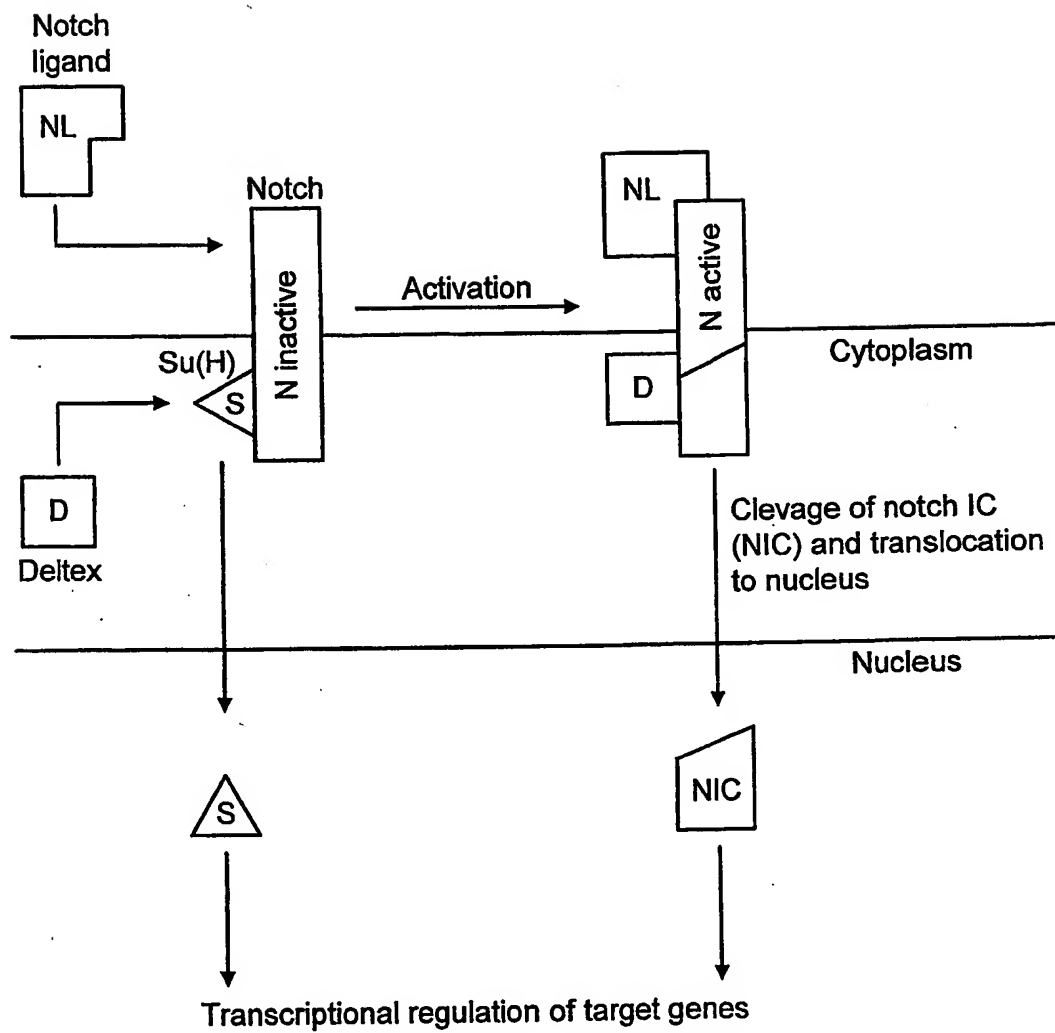 Notch
ligand
NL
Notch
N inactive
Su(H)
S
D
Deltex
Activation
NL
N active
D
Cytoplasm
Clevage of notch IC
(NIC) and translocation
to nucleus
Nucleus
S
NIC
Transcriptional regulation of target genes